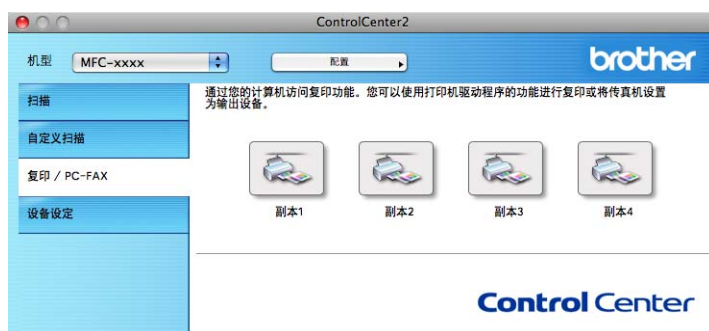 ControlCenter2
机型 MFC-xxxx 配置 brother
扫描
自定义扫描
复印 / PC-FAX
设备设定
通过您的计算机访问复印功能。您可以使用打印机驱动程序的功能进行复印或将传真机设置
为输出设备。
副本1 副本2 副本3 副本4
Control Center